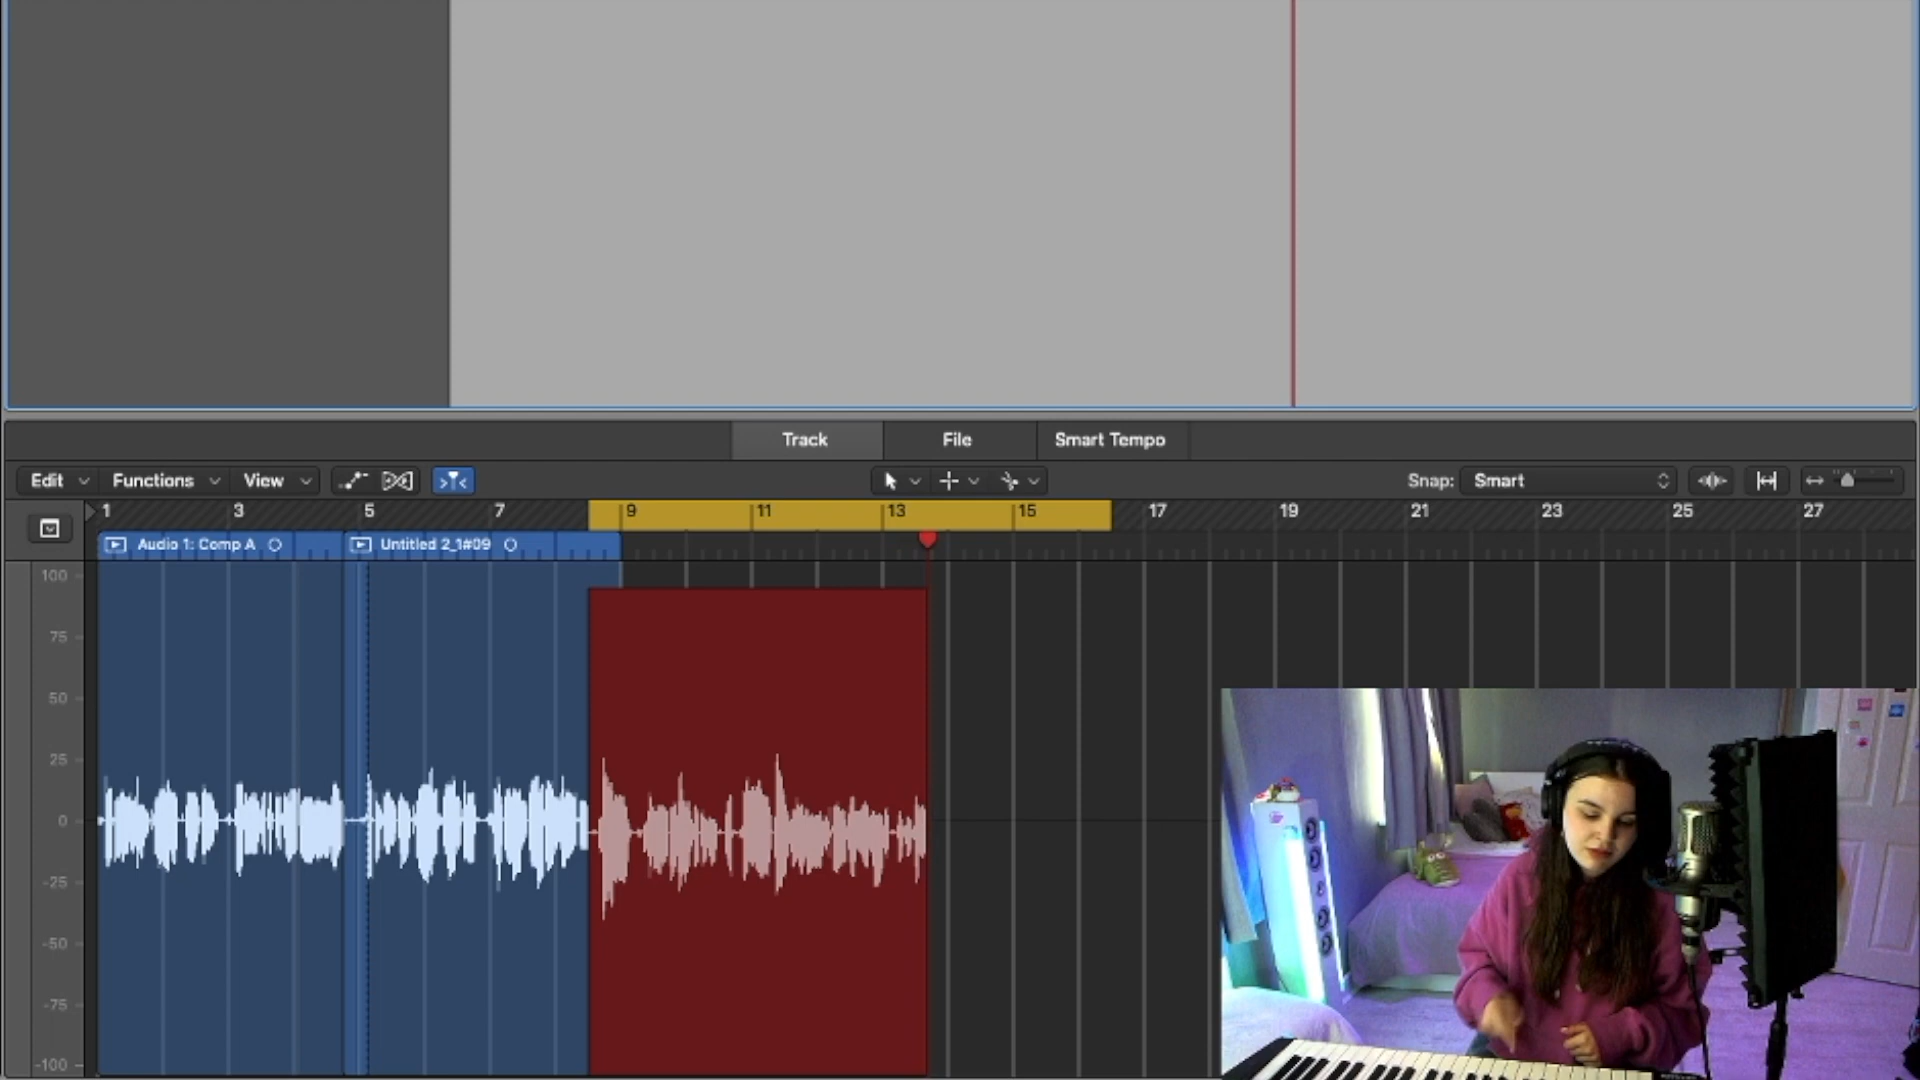 Track File Smart Tempo
Edit Functions View Snap: Smart
1 3 5 7 9 11 13 15 17 19 21 23 25 27
Audio 1: Comp A Untitled 2_1#09
100
75
50
25
0
-25
-50
-75
-100